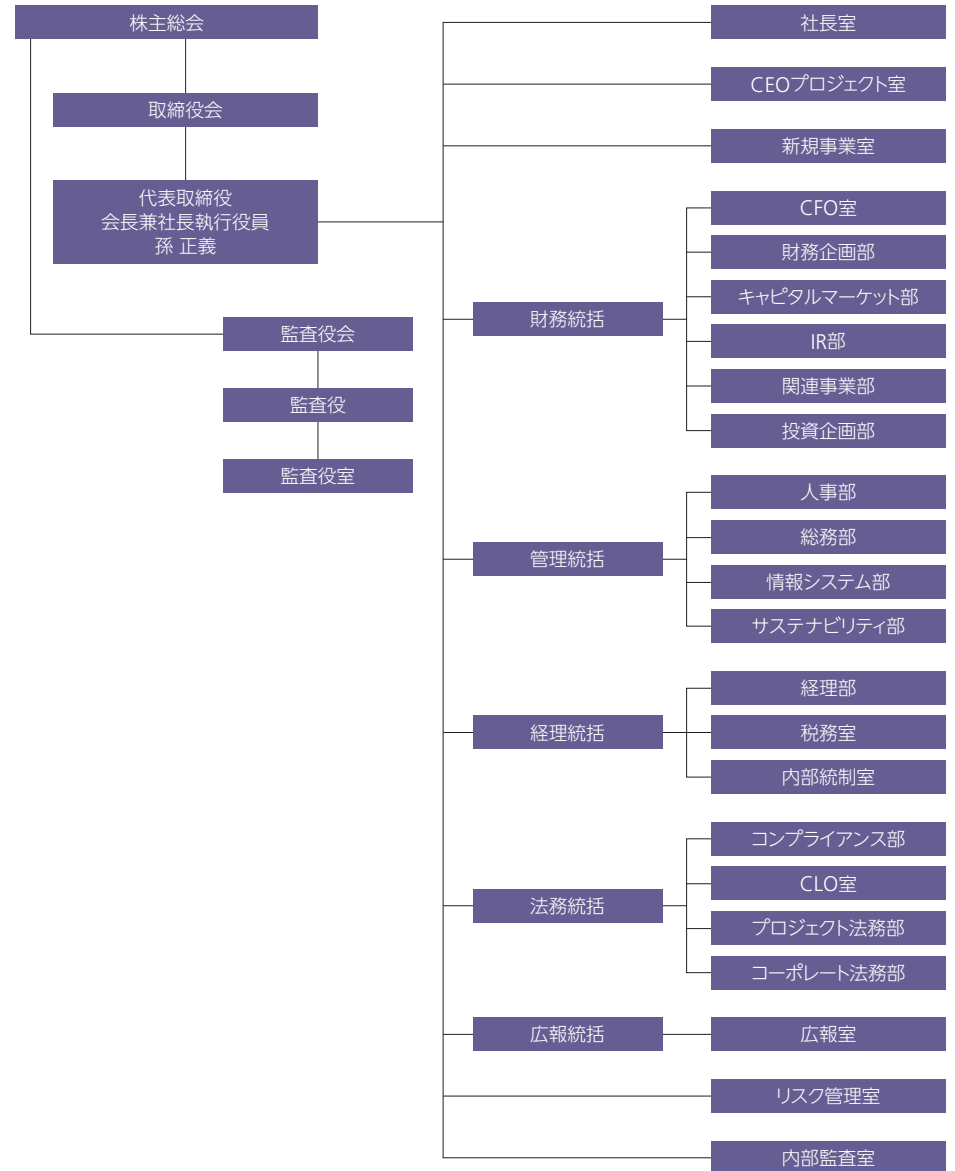 株主総会
取締役会
代表取締役
会長兼社長執行役員
孫 正義
監査役会
監査役
監査役室
社長室
CEOプロジェクト室
新規事業室
財務統括
CFO室
財務企画部
キャピタルマーケット部
IR部
関連事業部
投資企画部
管理統括
人事部
総務部
情報システム部
サステナビリティ部
経理統括
経理部
税務室
内部統制室
法務統括
コンプライアンス部
CLO室
プロジェクト法務部
コーポレート法務部
広報統括
広報室
リスク管理室
内部監査室